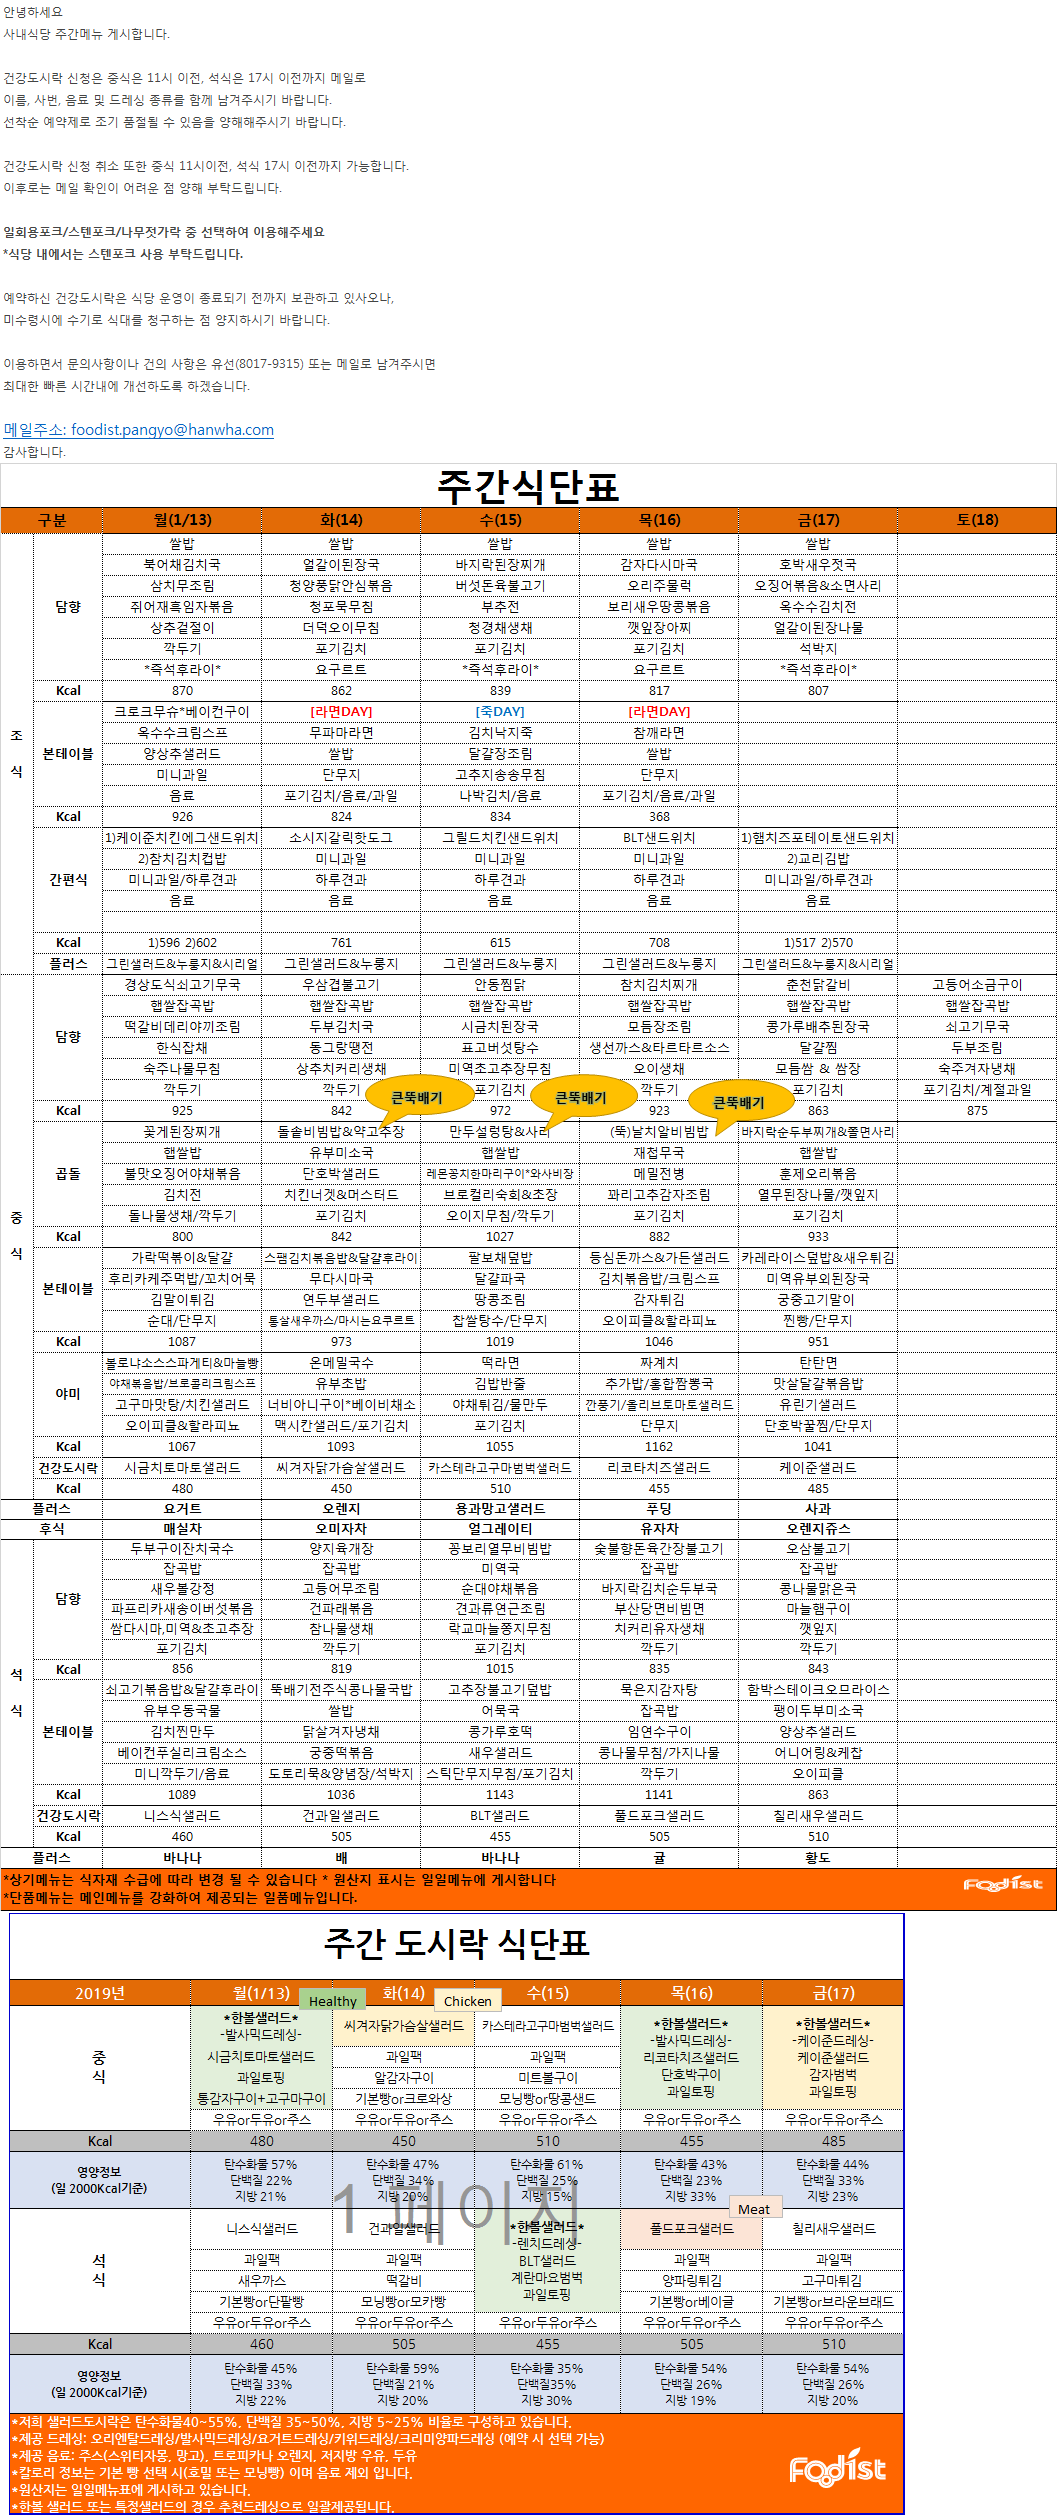 안녕하세요
사내식당 주간메뉴 게시합니다.
건강도시락 신청은 중식은 11시 이전, 석식은 17시 이전까지 메일로
이름, 사번, 음료 및 드레싱 종류를 함께 남겨주시기 바랍니다.
선착순 예약제로 조기 품절될 수 있음을 양해해주시기 바랍니다.
건강도시락 신청 취소 또한 중식 11시이전, 석식 17시 이전까지 가능합니다.
이후로는 메일 확인이 어려운 점 양해 부탁드립니다.
일회용포크/스텐포크/나무젓가락 중 선택하여 이용해주세요
*식당 내에서는 스텐포크 사용 부탁드립니다.
예약하신 건강도시락은 식당 운영이 종료되기 전까지 보관하고 있사오나,
미수령시에 수기로 식대를 청구하는 점 양지하시기 바랍니다.
이용하면서 문의사항이나 건의 사항은 유선(8017-9315) 또는 메일로 남겨주시면
최대한 빠른 시간내에 개선하도록 하겠습니다.
메일주소: foodist.pangyo@hanwha.com
감사합니다.
주간식단표
구분 월(1/13) 화(14) 수(15) 목(16) 금(17) 토(18)
조식
담향
쌀밥 쌀밥 쌀밥 쌀밥 쌀밥
북어채김치국 얼갈이된장국 바지락된장찌개 감자다시마국 호박새우젓국
삼치무조림 청양풍닭안심볶음 버섯돈육불고기 오리주물럭 오징어볶음&소면사리
쥐어채흑임자볶음 청포묵무침 부추전 보리새우땅콩볶음 옥수수김치전
상추겉절이 더덕오이무침 청경채생채 깻잎장아찌 얼갈이된장나물
깍두기 포기김치 포기김치 포기김치 석박지
*즉석후라이* 요구르트 *즉석후라이* 요구르트 *즉석후라이*
Kcal 870 862 839 817 807
본테이블
크로크무슈*베이컨구이 [라면DAY] [죽DAY] [라면DAY]
옥수수크림스프 무파마라면 김치낙지죽 참깨라면
양상추샐러드 쌀밥 달걀장조림 쌀밥
미니과일 단무지 고추지송송무침 단무지
음료 포기김치/음료/과일 나박김치/음료 포기김치/음료/과일
Kcal 926 824 834 368
간편식
1)케이준치킨에그샌드위치 소시지갈릭핫도그 그릴드치킨샌드위치 BLT샌드위치 1)햄치즈포테이토샌드위치
2)참치김치컵밥 미니과일 미니과일 미니과일 2)교리김밥
미니과일/하루견과 하루견과 하루견과 하루견과 미니과일/하루견과
음료 음료 음료 음료 음료
Kcal 1)596 2)602 761 615 708 1)517 2)570
플러스 그린샐러드&누룽지&시리얼 그린샐러드&누룽지 그린샐러드&누룽지 그린샐러드&누룽지 그린샐러드&누룽지&시리얼
중식
담향
경상도식쇠고기무국 우삼겹불고기 안동찜닭 참치김치찌개 춘천닭갈비 고등어소금구이
햅쌀잡곡밥 햅쌀잡곡밥 햅쌀잡곡밥 햅쌀잡곡밥 햅쌀잡곡밥 햅쌀잡곡밥
떡갈비데리야끼조림 두부김치국 시금치된장국 모듬장조림 콩가루배추된장국 쇠고기무국
한식잡채 동그랑땡전 표고버섯탕수 생선까스&타르타르소스 달걀찜 두부조림
숙주나물무침 상추치커리생채 미역초고추장무침 오이생채 모듬쌈 & 쌈장 숙주겨자냉채
깍두기 깍두기 포기김치 깍두기 포기김치 포기김치/계절과일
큰뚝배기 큰뚝배기 큰뚝배기
Kcal 925 842 972 923 863 875
곱돌
꽃게된장찌개 돌솥비빔밥&약고추장 만두설렁탕&사리 (뚝)날치알비빔밥 바지락순두부찌개&쫄면사리
햅쌀밥 유부미소국 햅쌀밥 재첩무국 햅쌀밥
불맛오징어야채볶음 단호박샐러드 레몬꽁치한마리구이*와사비장 메밀전병 훈제오리볶음
김치전 치킨너겟&머스터드 브로컬리숙회&초장 꽈리고추감자조림 열무된장나물/깻잎지
돌나물생채/깍두기 포기김치 오이지무침/깍두기 포기김치 포기김치
Kcal 800 842 1027 882 933
본테이블
가락떡볶이&달걀 스팸김치볶음밥&달걀후라이 팔보채덮밥 등심돈까스&가든샐러드 카레라이스덮밥&새우튀김
후리카케주먹밥/꼬치어묵 무다시마국 달걀파국 김치볶음밥/크림스프 미역유부왜된장국
김말이튀김 연두부샐러드 땅콩조림 감자튀김 궁중고기말이
순대/단무지 통살새우까스/마시는요쿠르트 찹쌀탕수/단무지 오이피클&할라피뇨 찐빵/단무지
Kcal 1087 973 1019 1046 951
야미
볼로냐소스스파게티&마늘빵 온메밀국수 떡라면 짜계치 탄탄면
야채볶음밥/브로콜리크림스프 유부초밥 김밥반줄 추가밥/홍합짬뽕국 맛살달걀볶음밥
고구마맛탕/치킨샐러드 너비아니구이*베이비채소 야채튀김/물만두 깐풍기/올리브토마토샐러드 유린기샐러드
오이피클&할라피뇨 맥시칸샐러드/포기김치 포기김치 단무지 단호박꿀찜/단무지
Kcal 1067 1093 1055 1162 1041
건강도시락 시금치토마토샐러드 씨겨자닭가슴살샐러드 카스테라고구마범벅샐러드 리코타치즈샐러드 케이준샐러드
Kcal 480 450 510 455 485
플러스 요거트 오렌지 용과망고샐러드 푸딩 사과
후식 매실차 오미자차 얼그레이티 유자차 오렌지쥬스
석식
담향
두부구이잔치국수 양지육개장 꽁보리열무비빔밥 숯불향돈육간장불고기 오삼불고기
잡곡밥 잡곡밥 미역국 잡곡밥 잡곡밥
새우볼강정 고등어무조림 순대야채볶음 바지락김치순두부국 콩나물맑은국
파프리카새송이버섯볶음 건파래볶음 견과류연근조림 부산당면비빔면 마늘햄구이
쌈다시마,미역&초고추장 참나물생채 락교마늘쫑지무침 치커리유자생채 깻잎지
포기김치 깍두기 포기김치 깍두기 깍두기
Kcal 856 819 1015 835 843
본테이블
쇠고기볶음밥&달걀후라이 뚝배기전주식콩나물국밥 고추장불고기덮밥 묵은지감자탕 함박스테이크오므라이스
유부우동국물 쌀밥 어묵국 잡곡밥 팽이두부미소국
김치찐만두 닭살겨자냉채 콩가루호떡 임연수구이 양상추샐러드
베이컨푸실리크림소스 궁중떡볶음 새우샐러드 콩나물무침/가지나물 어니어링&케찹
미니깍두기/음료 도토리묵&양념장/석박지 스틱단무지무침/포기김치 깍두기 오이피클
Kcal 1089 1036 1143 1141 863
건강도시락 니스식샐러드 건과일샐러드 BLT샐러드 풀드포크샐러드 칠리새우샐러드
Kcal 460 505 455 505 510
플러스 바나나 배 바나나 귤 황도
*상기메뉴는 식자재 수급에 따라 변경 될 수 있습니다 * 원산지 표시는 일일메뉴에 게시합니다
*단품메뉴는 메인메뉴를 강화하여 제공되는 일품메뉴입니다.
Foodist
주간 도시락 식단표
2019년 월(1/13) 화(14) 수(15) 목(16) 금(17)
Healthy Chicken
중식
*한볼샐러드* -발사믹드레싱- 시금치토마토샐러드 과일토핑 통감자구이+고구마구이 우유or두유or주스
씨겨자닭가슴살샐러드 과일팩 알감자구이 기본빵or크로와상 우유or두유or주스
카스테라고구마범벅샐러드 과일팩 미트볼구이 모닝빵or땅콩샌드 우유or두유or주스
*한볼샐러드* -발사믹드레싱- 리코타치즈샐러드 단호박구이 과일토핑 우유or두유or주스
*한볼샐러드* -케이준드레싱- 케이준샐러드 감자범벅 과일토핑 우유or두유or주스
Kcal 480 450 510 455 485
영양정보
(일 2000Kcal기준)
탄수화물 57% 탄수화물 47% 탄수화물 61% 탄수화물 43% 탄수화물 44%
단백질 22% 단백질 34% 단백질 25% 단백질 23% 단백질 33%
지방 21% 지방 20% 지방 15% 지방 33% 지방 23%
1 페이지
Meat
석식
니스식샐러드 과일팩 새우까스 기본빵or단팥빵 우유or두유or주스
건과일샐러드 과일팩 떡갈비 모닝빵or모카빵 우유or두유or주스
*한볼샐러드* -렌치드레싱- BLT샐러드 계란마요범벅 과일토핑 우유or두유or주스
풀드포크샐러드 과일팩 양파링튀김 기본빵or베이글 우유or두유or주스
칠리새우샐러드 과일팩 고구마튀김 기본빵or브라운브래드 우유or두유or주스
Kcal 460 505 455 505 510
영양정보
(일 2000Kcal기준)
탄수화물 45% 탄수화물 59% 탄수화물 35% 탄수화물 54% 탄수화물 54%
단백질 33% 단백질 21% 단백질35% 단백질 26% 단백질 26%
지방 22% 지방 20% 지방 30% 지방 19% 지방 20%
*저희 샐러드도시락은 탄수화물40~55%, 단백질 35~50%, 지방 5~25% 비율로 구성하고 있습니다.
*제공 드레싱: 오리엔탈드레싱/발사믹드레싱/요거트드레싱/키위드레싱/크리미양파드레싱 (예약 시 선택 가능)
*제공 음료: 주스(스위티자몽, 망고), 트로피카나 오렌지, 저지방 우유, 두유
*칼로리 정보는 기본 빵 선택 시(호밀 또는 모닝빵) 이며 음료 제외 입니다.
*원산지는 일일메뉴표에 게시하고 있습니다.
*한볼 샐러드 또는 특정샐러드의 경우 추천드레싱으로 일괄제공됩니다.
Foodist